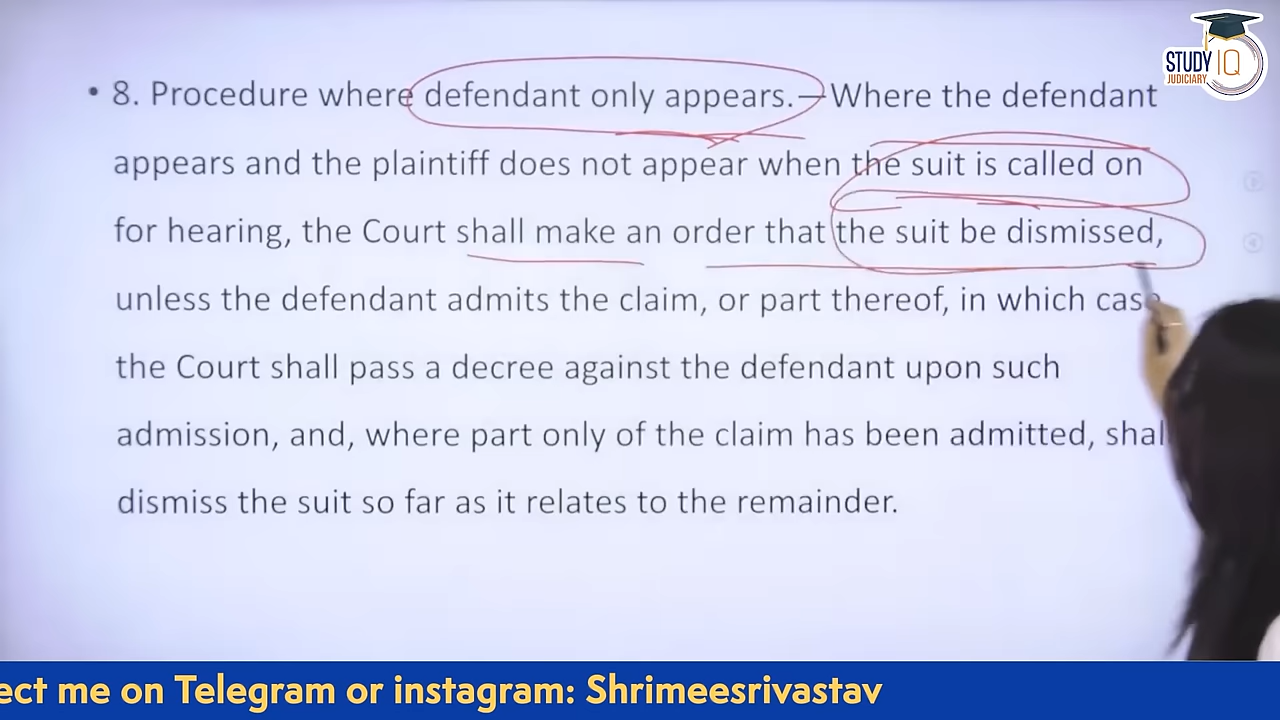 STUDY IQ
JUDICIARY
• 8. Procedure where defendant only appears.—Where the defendant
appears and the plaintiff does not appear when the suit is called on
for hearing, the Court shall make an order that the suit be dismissed,
unless the defendant admits the claim, or part thereof, in which case
the Court shall pass a decree against the defendant upon such
admission, and, where part only of the claim has been admitted, shal
dismiss the suit so far as it relates to the remainder.
ect me on Telegram or instagram: Shrimeesrivastav